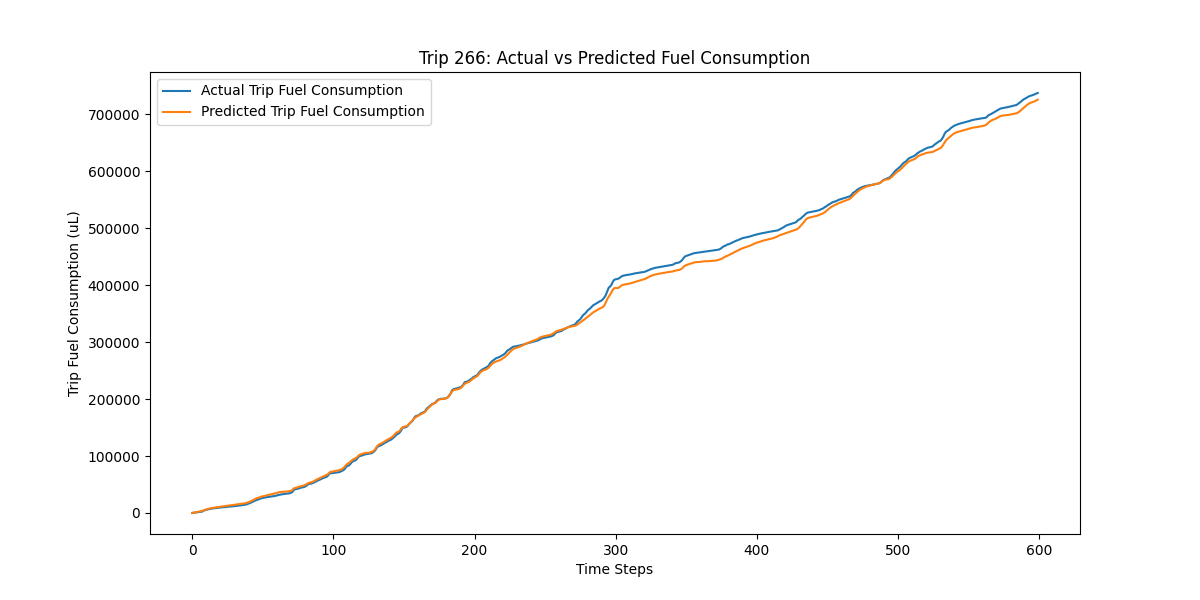 Trip 266: Actual vs Predicted Fuel Consumption
Actual Trip Fuel Consumption
Predicted Trip Fuel Consumption
Trip Fuel Consumption (uL)
700000
600000
500000
400000
300000
200000
100000
0
0 100 200 300 400 500 600
Time Steps